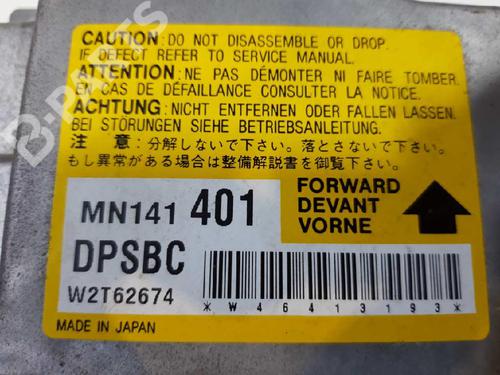 CAUTION: DO NOT DISASSEMBLE OR DROP.
IF DEFECT REFER TO SERVICE MANUAL.
ATTENTION: NE PAS DÉMONTER NI FAIRE TOMBER.
EN CAS DE DÉFAILLANCE CONSULTER LA NOTICE.
ACHTUNG: NICHT ENTFERNEN ODER FALLEN LASSEN.
BEI STÖRUNGEN SIEHE BETRIEBSANLEITUNG.
注 意 : 分解しないで下さい。落とさないで下さい。
もし異常がある場合は整備解説書を御覧下さい。
MN141 401
DPSBC
W2T62674
FORWARD
DEVANT
VORNE
*W46413193*
MADE IN JAPAN
B-PARTS